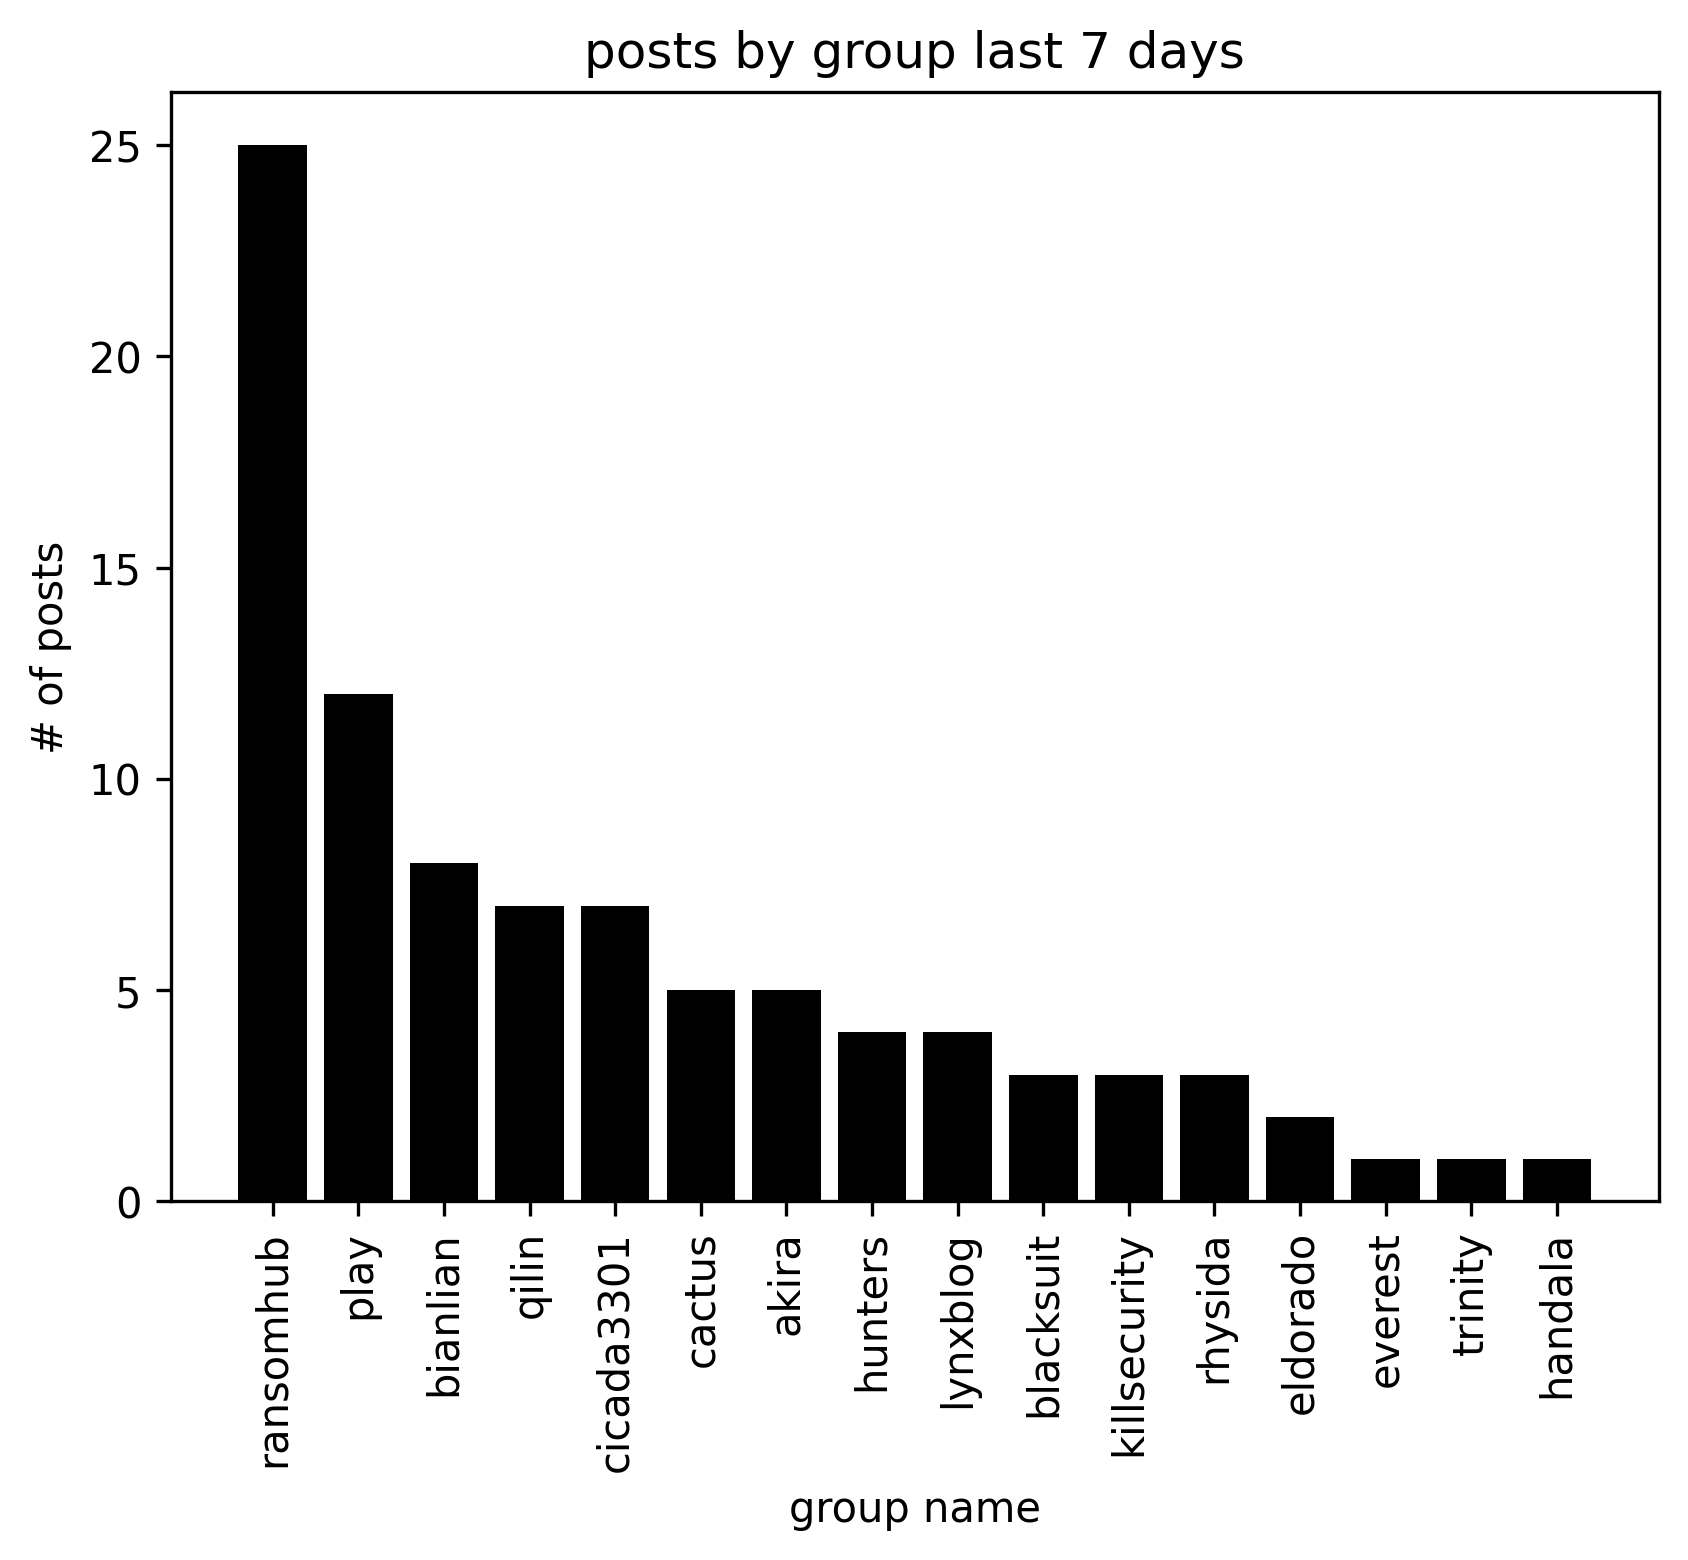 posts by group last 7 days
25
20
15
10
5
0
# of posts
ransomhub
play
bianlian
qilin
cicada3301
cactus
akira
hunters
lynxblog
blacksuit
killsecurity
rhysida
eldorado
everest
trinity
handala
group name